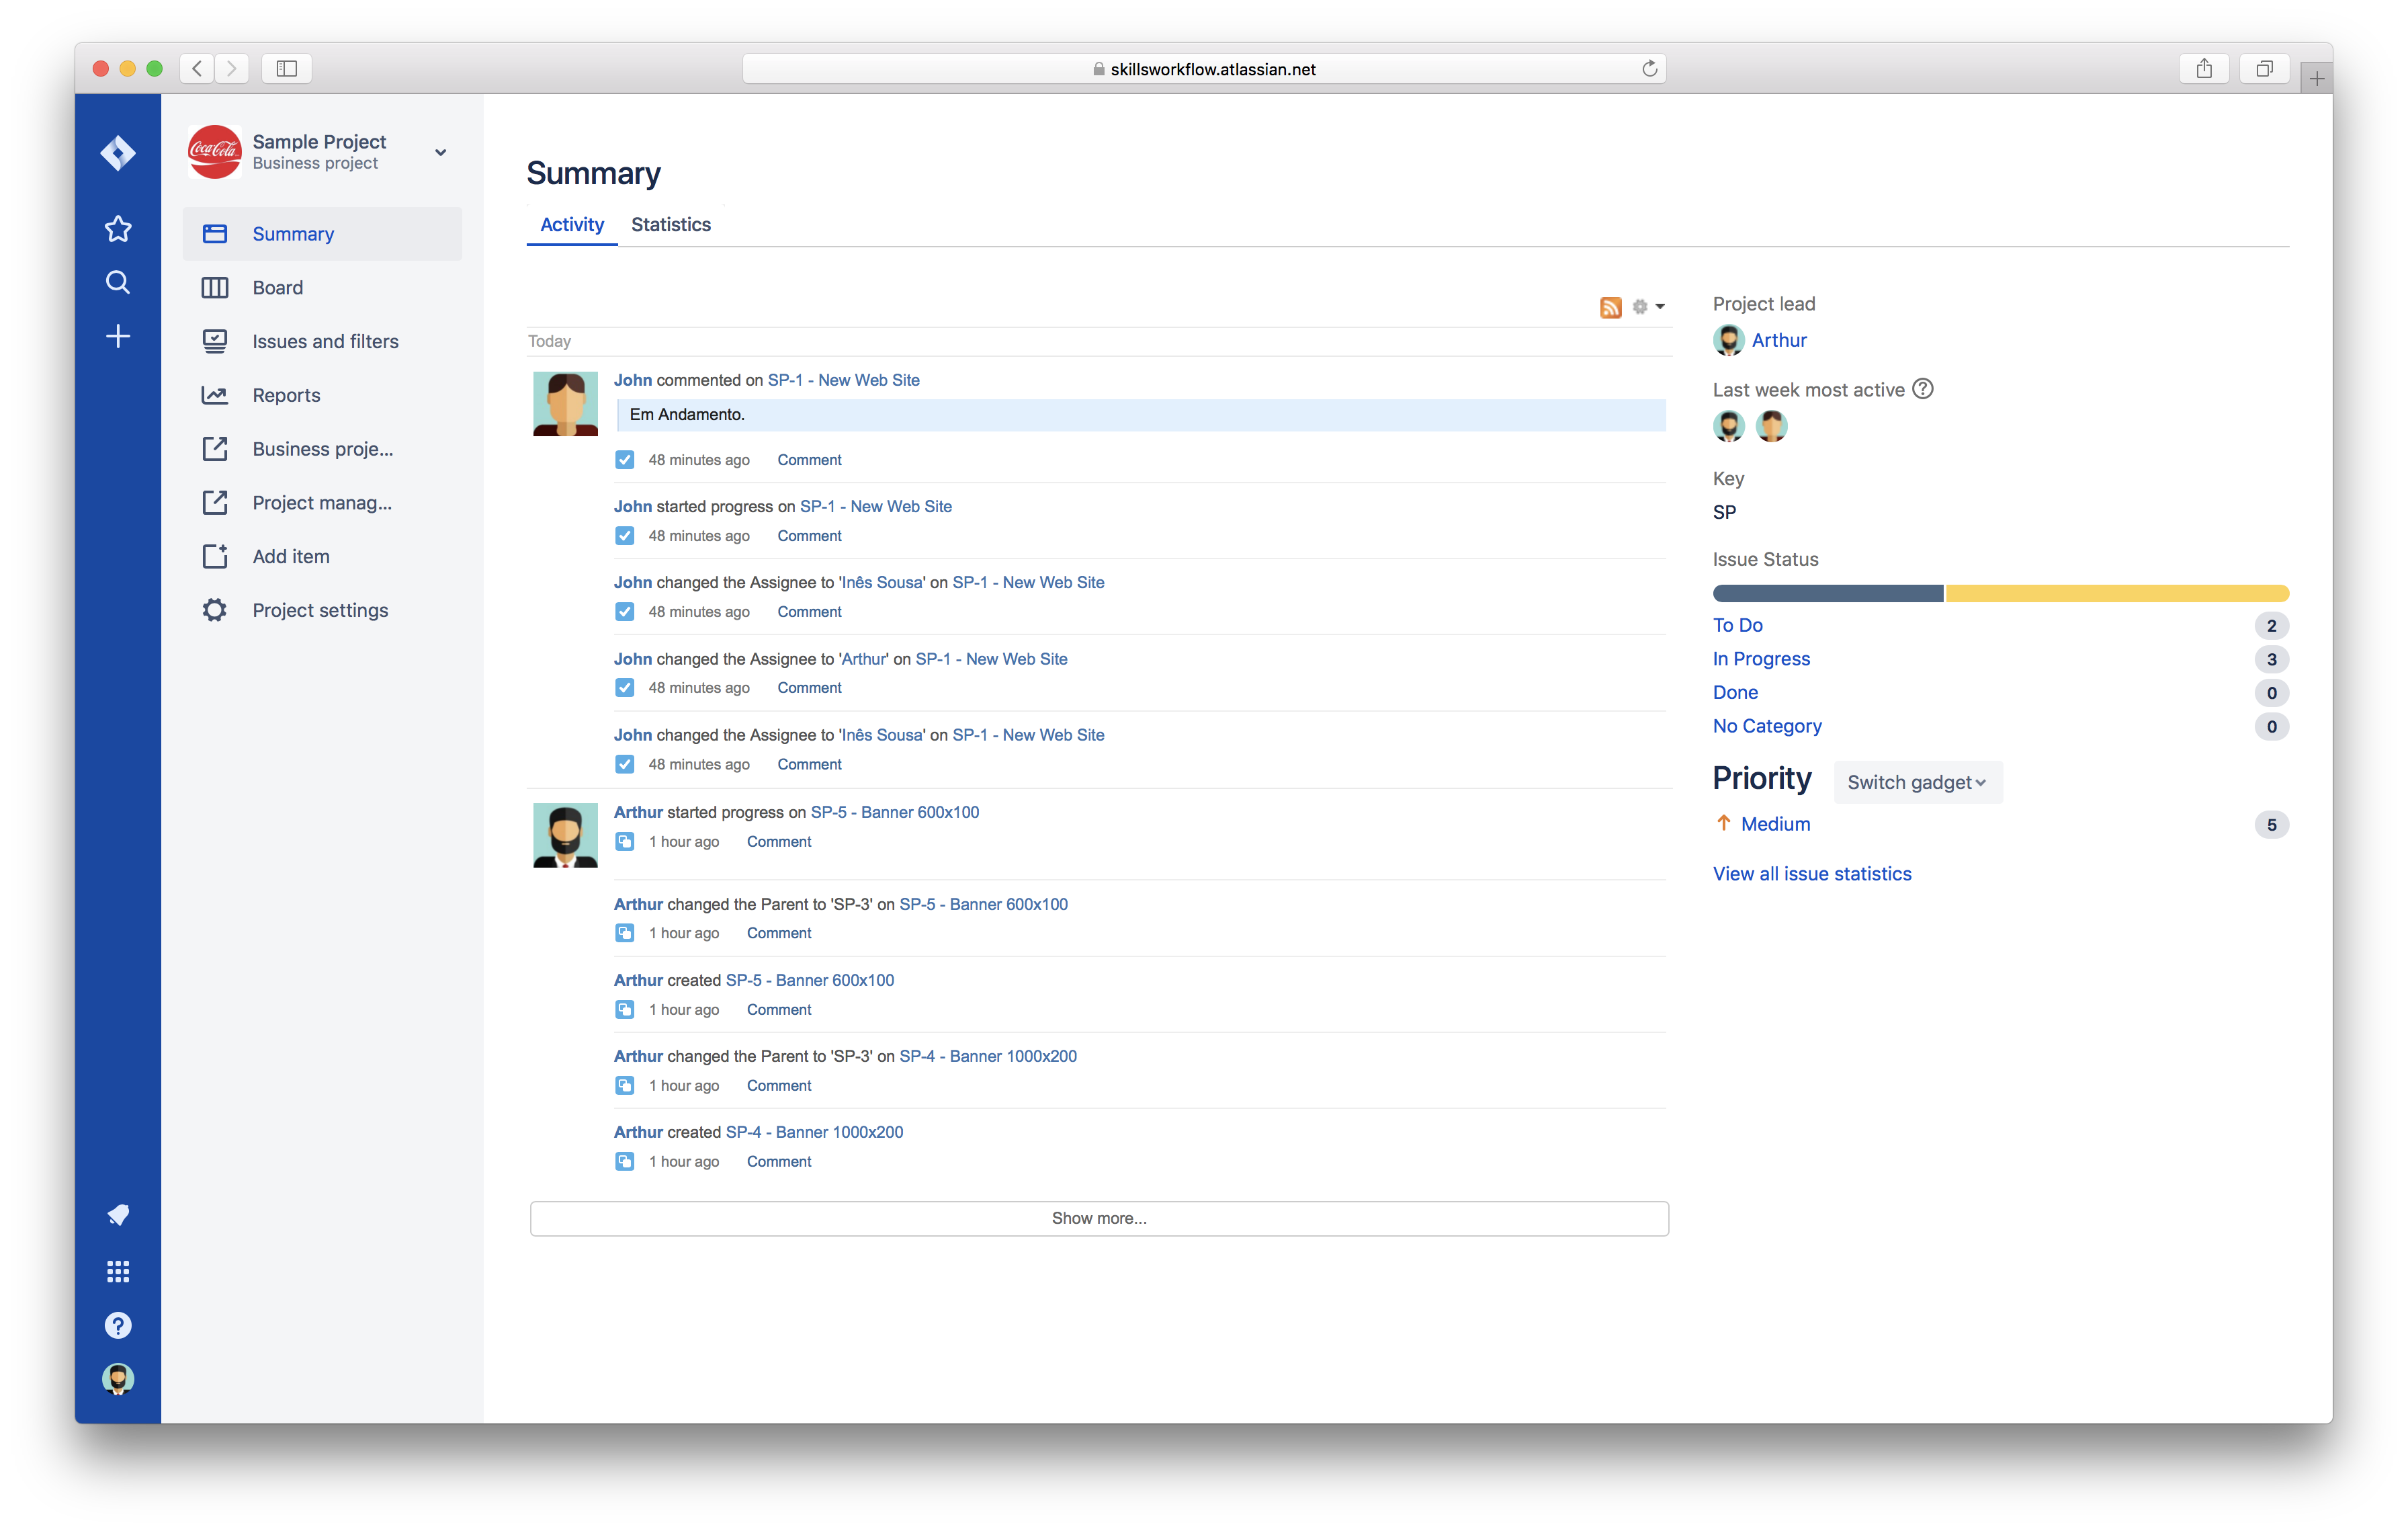 skillsworkflow.atlassian.net
Coca-Cola
Sample Project
Business project
Summary
Board
Issues and filters
Reports
Business proje...
Project manag...
Add item
Project settings
Summary
Activity Statistics
Today
John commented on SP-1 - New Web Site
Em Andamento.
48 minutes ago Comment
John started progress on SP-1 - New Web Site
48 minutes ago Comment
John changed the Assignee to 'Inês Sousa' on SP-1 - New Web Site
48 minutes ago Comment
John changed the Assignee to 'Arthur' on SP-1 - New Web Site
48 minutes ago Comment
John changed the Assignee to 'Inês Sousa' on SP-1 - New Web Site
48 minutes ago Comment
Arthur started progress on SP-5 - Banner 600x100
1 hour ago Comment
Arthur changed the Parent to 'SP-3' on SP-5 - Banner 600x100
1 hour ago Comment
Arthur created SP-5 - Banner 600x100
1 hour ago Comment
Arthur changed the Parent to 'SP-3' on SP-4 - Banner 1000x200
1 hour ago Comment
Arthur created SP-4 - Banner 1000x200
1 hour ago Comment
Show more...
Project lead
Arthur
Last week most active
Key
SP
Issue Status
To Do 2
In Progress 3
Done 0
No Category 0
Priority Switch gadget
Medium 5
View all issue statistics